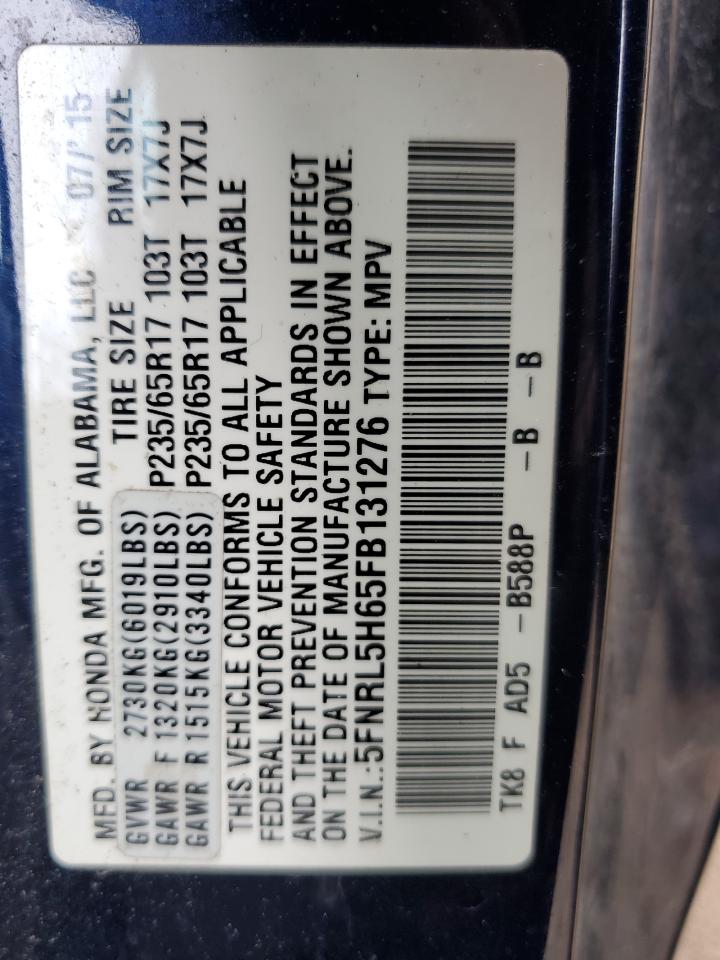 MFD. BY HONDA MFG. OF ALABAMA, LLC 07/ 15
GVWR 2730KG(6019LBS) TIRE SIZE RIM SIZE
GAWR F 1320KG(2910LBS) P235/65R17 103T 17X7J
GAWR R 1515KG(3340LBS) P235/65R17 103T 17X7J
THIS VEHICLE CONFORMS TO ALL APPLICABLE
FEDERAL MOTOR VEHICLE SAFETY
AND THEFT PREVENTION STANDARDS IN EFFECT
ON THE DATE OF MANUFACTURE SHOWN ABOVE.
V.I.N.:5FNRL5H65FB131276 TYPE: MPV
TK8 F AD5 -B588P -B -B